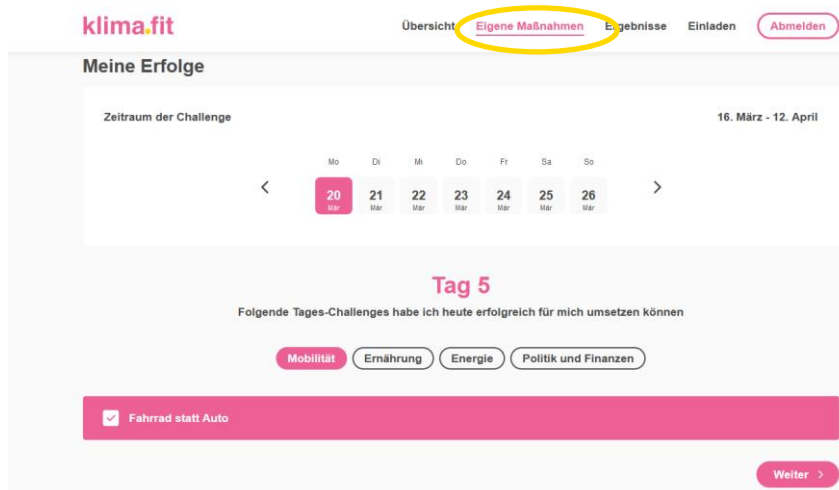 klima.fit
Übersicht Eigene Maßnahmen Ergebnisse Einladen Abmelden
Meine Erfolge
Zeitraum der Challenge 16. März - 12. April
Mo Di Mi Do Fr Sa So
20 21 22 23 24 25 26
Mär Mär Mär Mär Mär Mär Mär
Tag 5
Folgende Tages-Challenges habe ich heute erfolgreich für mich umsetzen können
Mobilität Ernährung Energie Politik und Finanzen
Fahrrad statt Auto
Weiter